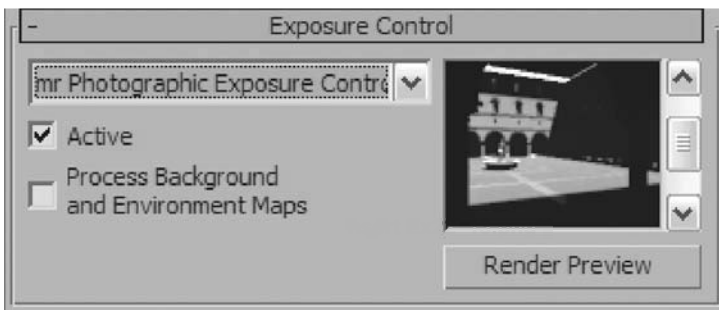 - Exposure Control
mr Photographic Exposure Contro
Active
Process Background
and Environment Maps
Render Preview